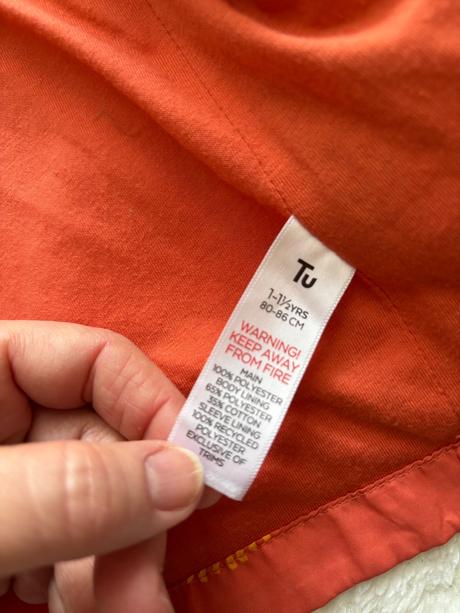 Tu
1-1½YRS
80-86 CM
WARNING!
KEEP AWAY
FROM FIRE
MAIN
100% POLYESTER
BODY LINING
65% POLYESTER
35% COTTON
SLEEVE LINING
100% RECYCLED
POLYESTER
EXCLUSIVE OF
TRIMS